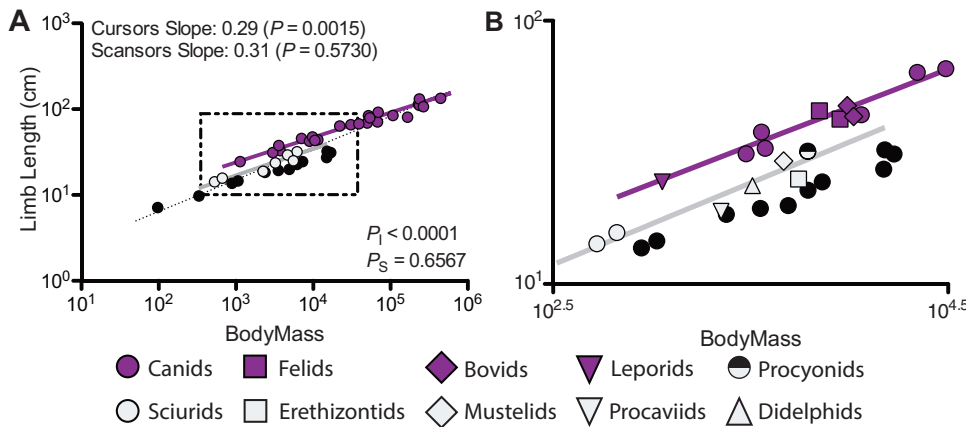 A
Cursors Slope: 0.29 (P = 0.0015)
Scansors Slope: 0.31 (P = 0.5730)
Limb Length (cm)
10³
10²
10¹
10⁰
P_I < 0.0001
P_S = 0.6567
10¹ 10² 10³ 10⁴ 10⁵ 10⁶
BodyMass
B
10²
10¹
10^2.5 10^4.5
BodyMass
Canids Felids Bovids Leporids Procyonids
Sciurids Erethizontids Mustelids Procaviids Didelphids